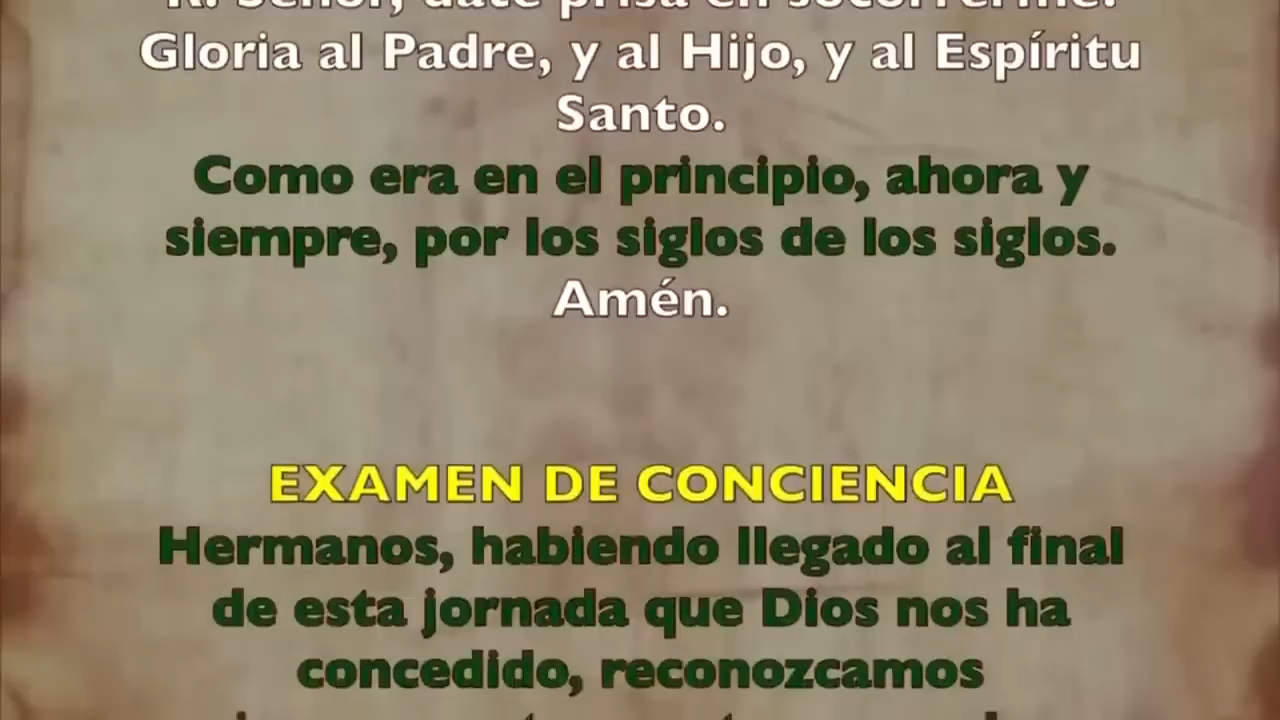 R. Señor, date prisa en socorrerme.
Gloria al Padre, y al Hijo, y al Espíritu
Santo.
Como era en el principio, ahora y
siempre, por los siglos de los siglos.
Amén.
EXAMEN DE CONCIENCIA
Hermanos, habiendo llegado al final
de esta jornada que Dios nos ha
concedido, reconozcamos